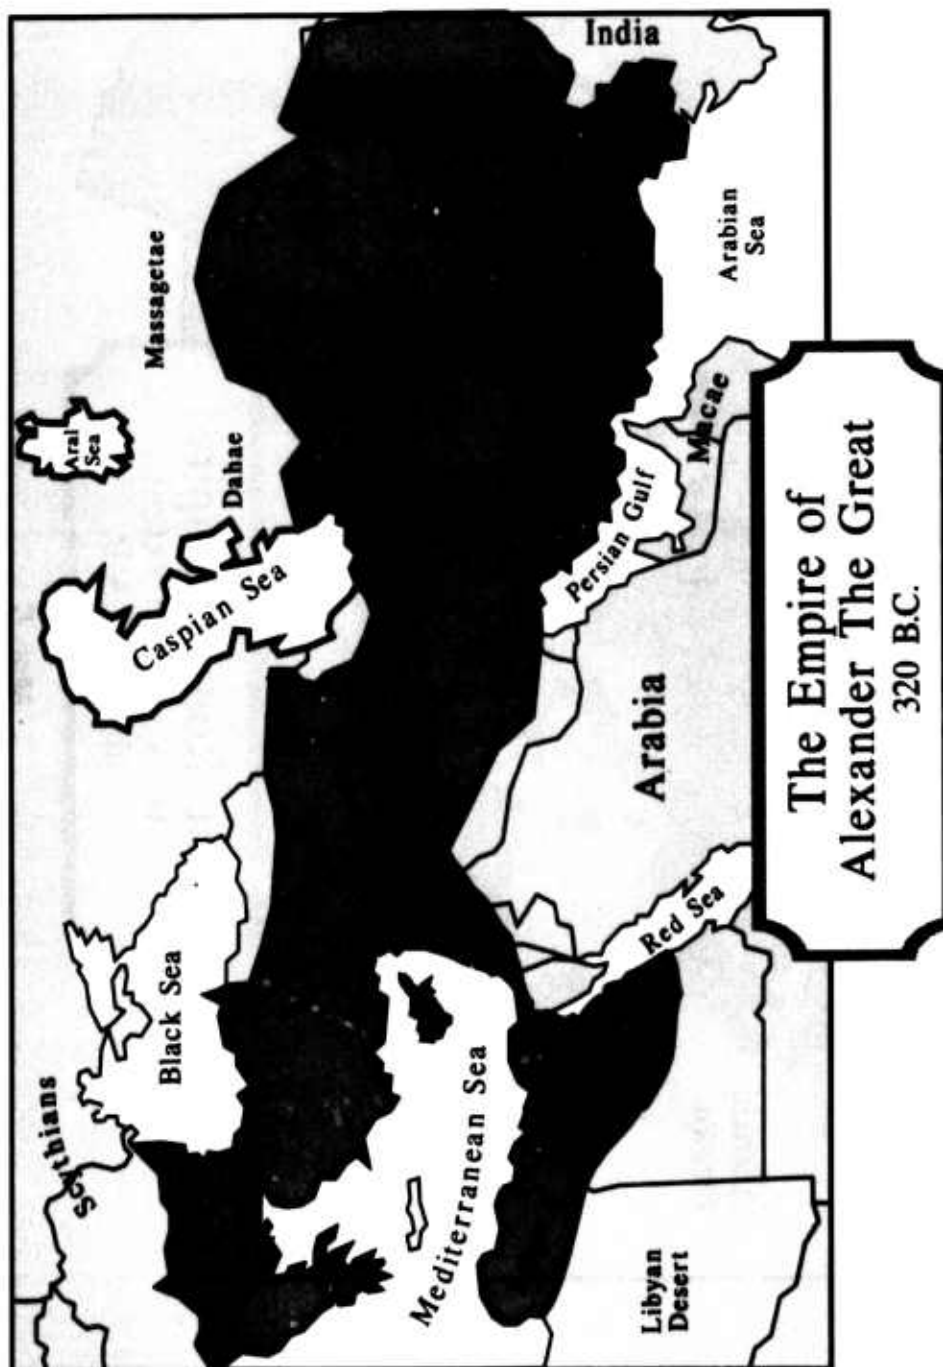 Scythians
Black Sea
Caspian Sea
Aral
Sea
Dahae
Massagetae
India
Mediterranean Sea
Libyan
Desert
Red Sea
Arabia
Persian Gulf
Macae
Arabian
Sea
The Empire of
Alexander The Great
320 B.C.